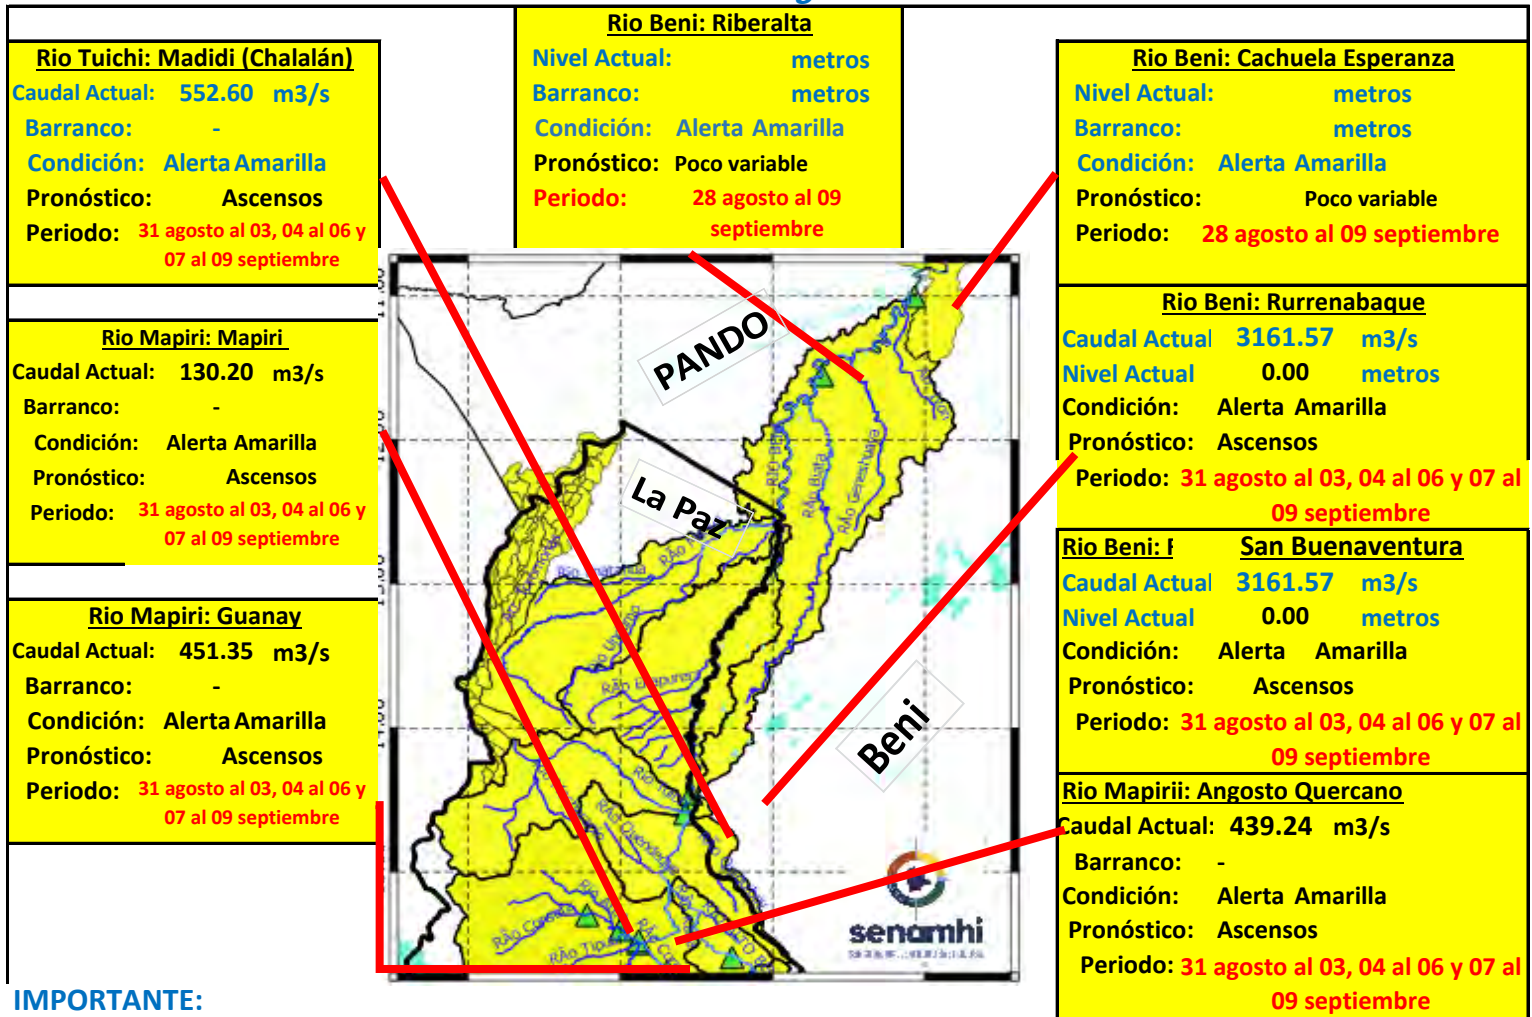 Rio Tuichi: Madidi (Chalalán)
Caudal Actual: 552.60 m3/s
Barranco: -
Condición: Alerta Amarilla
Pronóstico: Ascensos
Periodo: 31 agosto al 03, 04 al 06 y
07 al 09 septiembre
Rio Mapiri: Mapiri
Caudal Actual: 130.20 m3/s
Barranco: -
Condición: Alerta Amarilla
Pronóstico: Ascensos
Periodo: 31 agosto al 03, 04 al 06 y
07 al 09 septiembre
Rio Mapiri: Guanay
Caudal Actual: 451.35 m3/s
Barranco: -
Condición: Alerta Amarilla
Pronóstico: Ascensos
Periodo: 31 agosto al 03, 04 al 06 y
07 al 09 septiembre
Rio Beni: Riberalta
Nivel Actual: metros
Barranco: metros
Condición: Alerta Amarilla
Pronóstico: Poco variable
Periodo: 28 agosto al 09
septiembre
PANDO
La Paz
Beni
RÃo Biata
RÃo Geneshuaya
senamhi
Rio Beni: Cachuela Esperanza
Nivel Actual: metros
Barranco: metros
Condición: Alerta Amarilla
Pronóstico: Poco variable
Periodo: 28 agosto al 09 septiembre
Rio Beni: Rurrenabaque
Caudal Actual 3161.57 m3/s
Nivel Actual 0.00 metros
Condición: Alerta Amarilla
Pronóstico: Ascensos
Periodo: 31 agosto al 03, 04 al 06 y 07 al
09 septiembre
Rio Beni: San Buenaventura
Caudal Actual 3161.57 m3/s
Nivel Actual 0.00 metros
Condición: Alerta Amarilla
Pronóstico: Ascensos
Periodo: 31 agosto al 03, 04 al 06 y 07 al
09 septiembre
Rio Mapirii: Angosto Quercano
Caudal Actual: 439.24 m3/s
Barranco: -
Condición: Alerta Amarilla
Pronóstico: Ascensos
Periodo: 31 agosto al 03, 04 al 06 y 07 al
09 septiembre
IMPORTANTE: